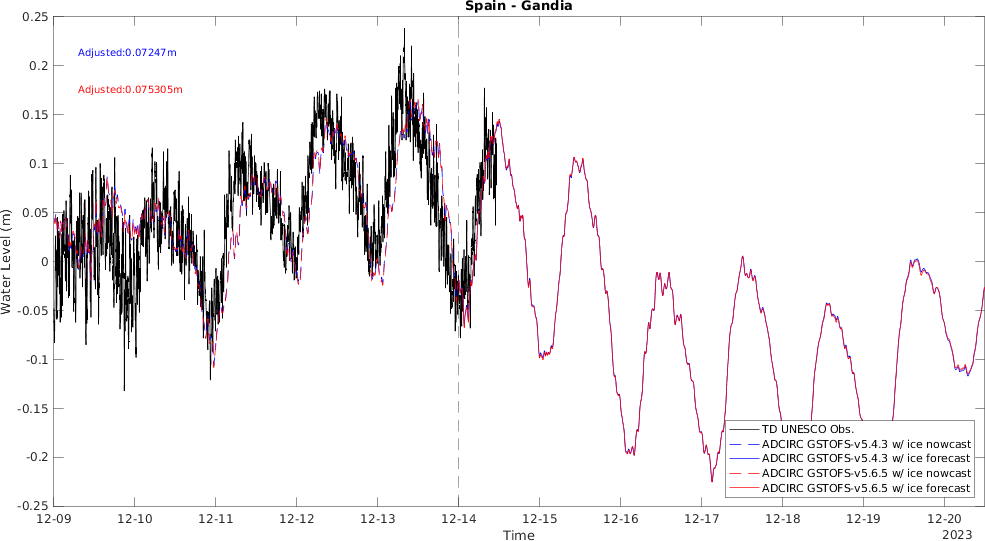 Spain - Gandia
Adjusted:0.07247m
Adjusted:0.075305m
Water Level (m)
0.25
0.2
0.15
0.1
0.05
0
-0.05
-0.1
-0.15
-0.2
-0.25
TD UNESCO Obs.
ADCIRC GSTOFS-v5.4.3 w/ ice nowcast
ADCIRC GSTOFS-v5.4.3 w/ ice forecast
ADCIRC GSTOFS-v5.6.5 w/ ice nowcast
ADCIRC GSTOFS-v5.6.5 w/ ice forecast
12-09 12-10 12-11 12-12 12-13 12-14 12-15 12-16 12-17 12-18 12-19 12-20
Time
2023